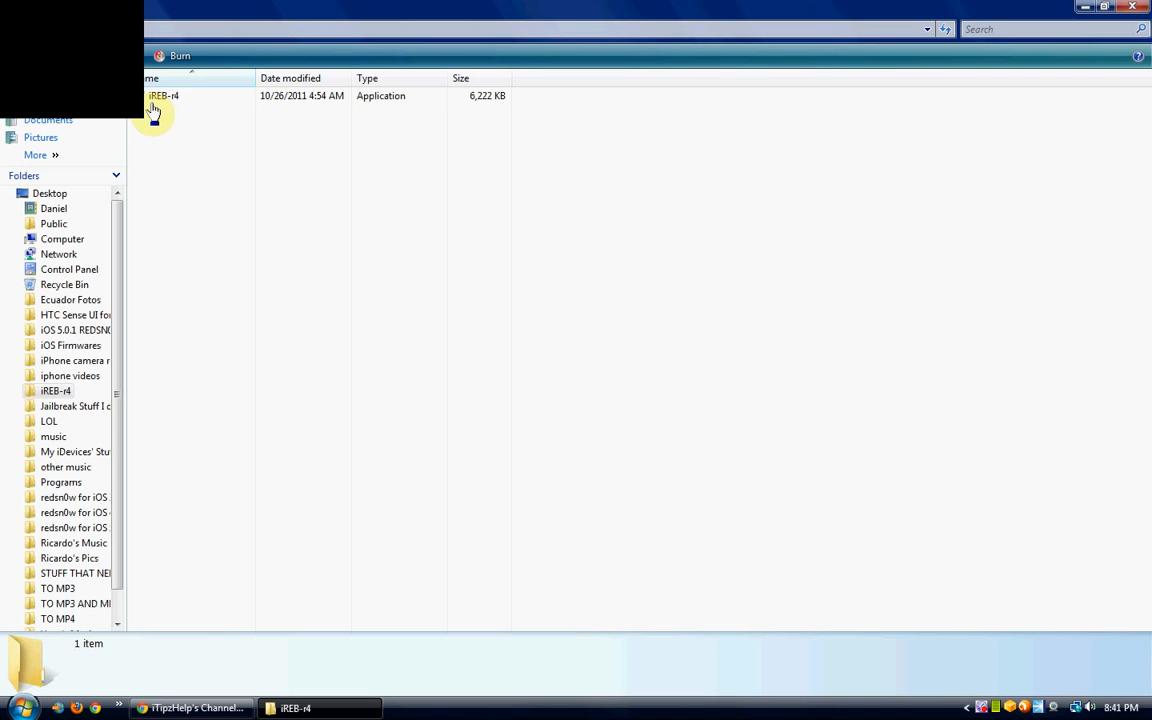 Search
Burn
ome
Date modified
Type
Size
iREB-r4
10/26/2011 4:54 AM
Application
6,222 KB
Documents
Pictures
More »
Folders
Desktop
Daniel
Public
Computer
Network
Control Panel
Recycle Bin
Ecuador Fotos
HTC Sense UI for
iOS 5.0.1 REDSN0
iOS Firmwares
iPhone camera r
iphone videos
iREB-r4
Jailbreak Stuff I c
LOL
music
My iDevices' Stu
other music
Programs
redsn0w for iOS
redsn0w for iOS
redsn0w for iOS
Ricardo's Music
Ricardo's Pics
STUFF THAT NE
TO MP3
TO MP3 AND M
TO MP4
1 item
iTipzHelp's Channel...
iREB-r4
8:41 PM